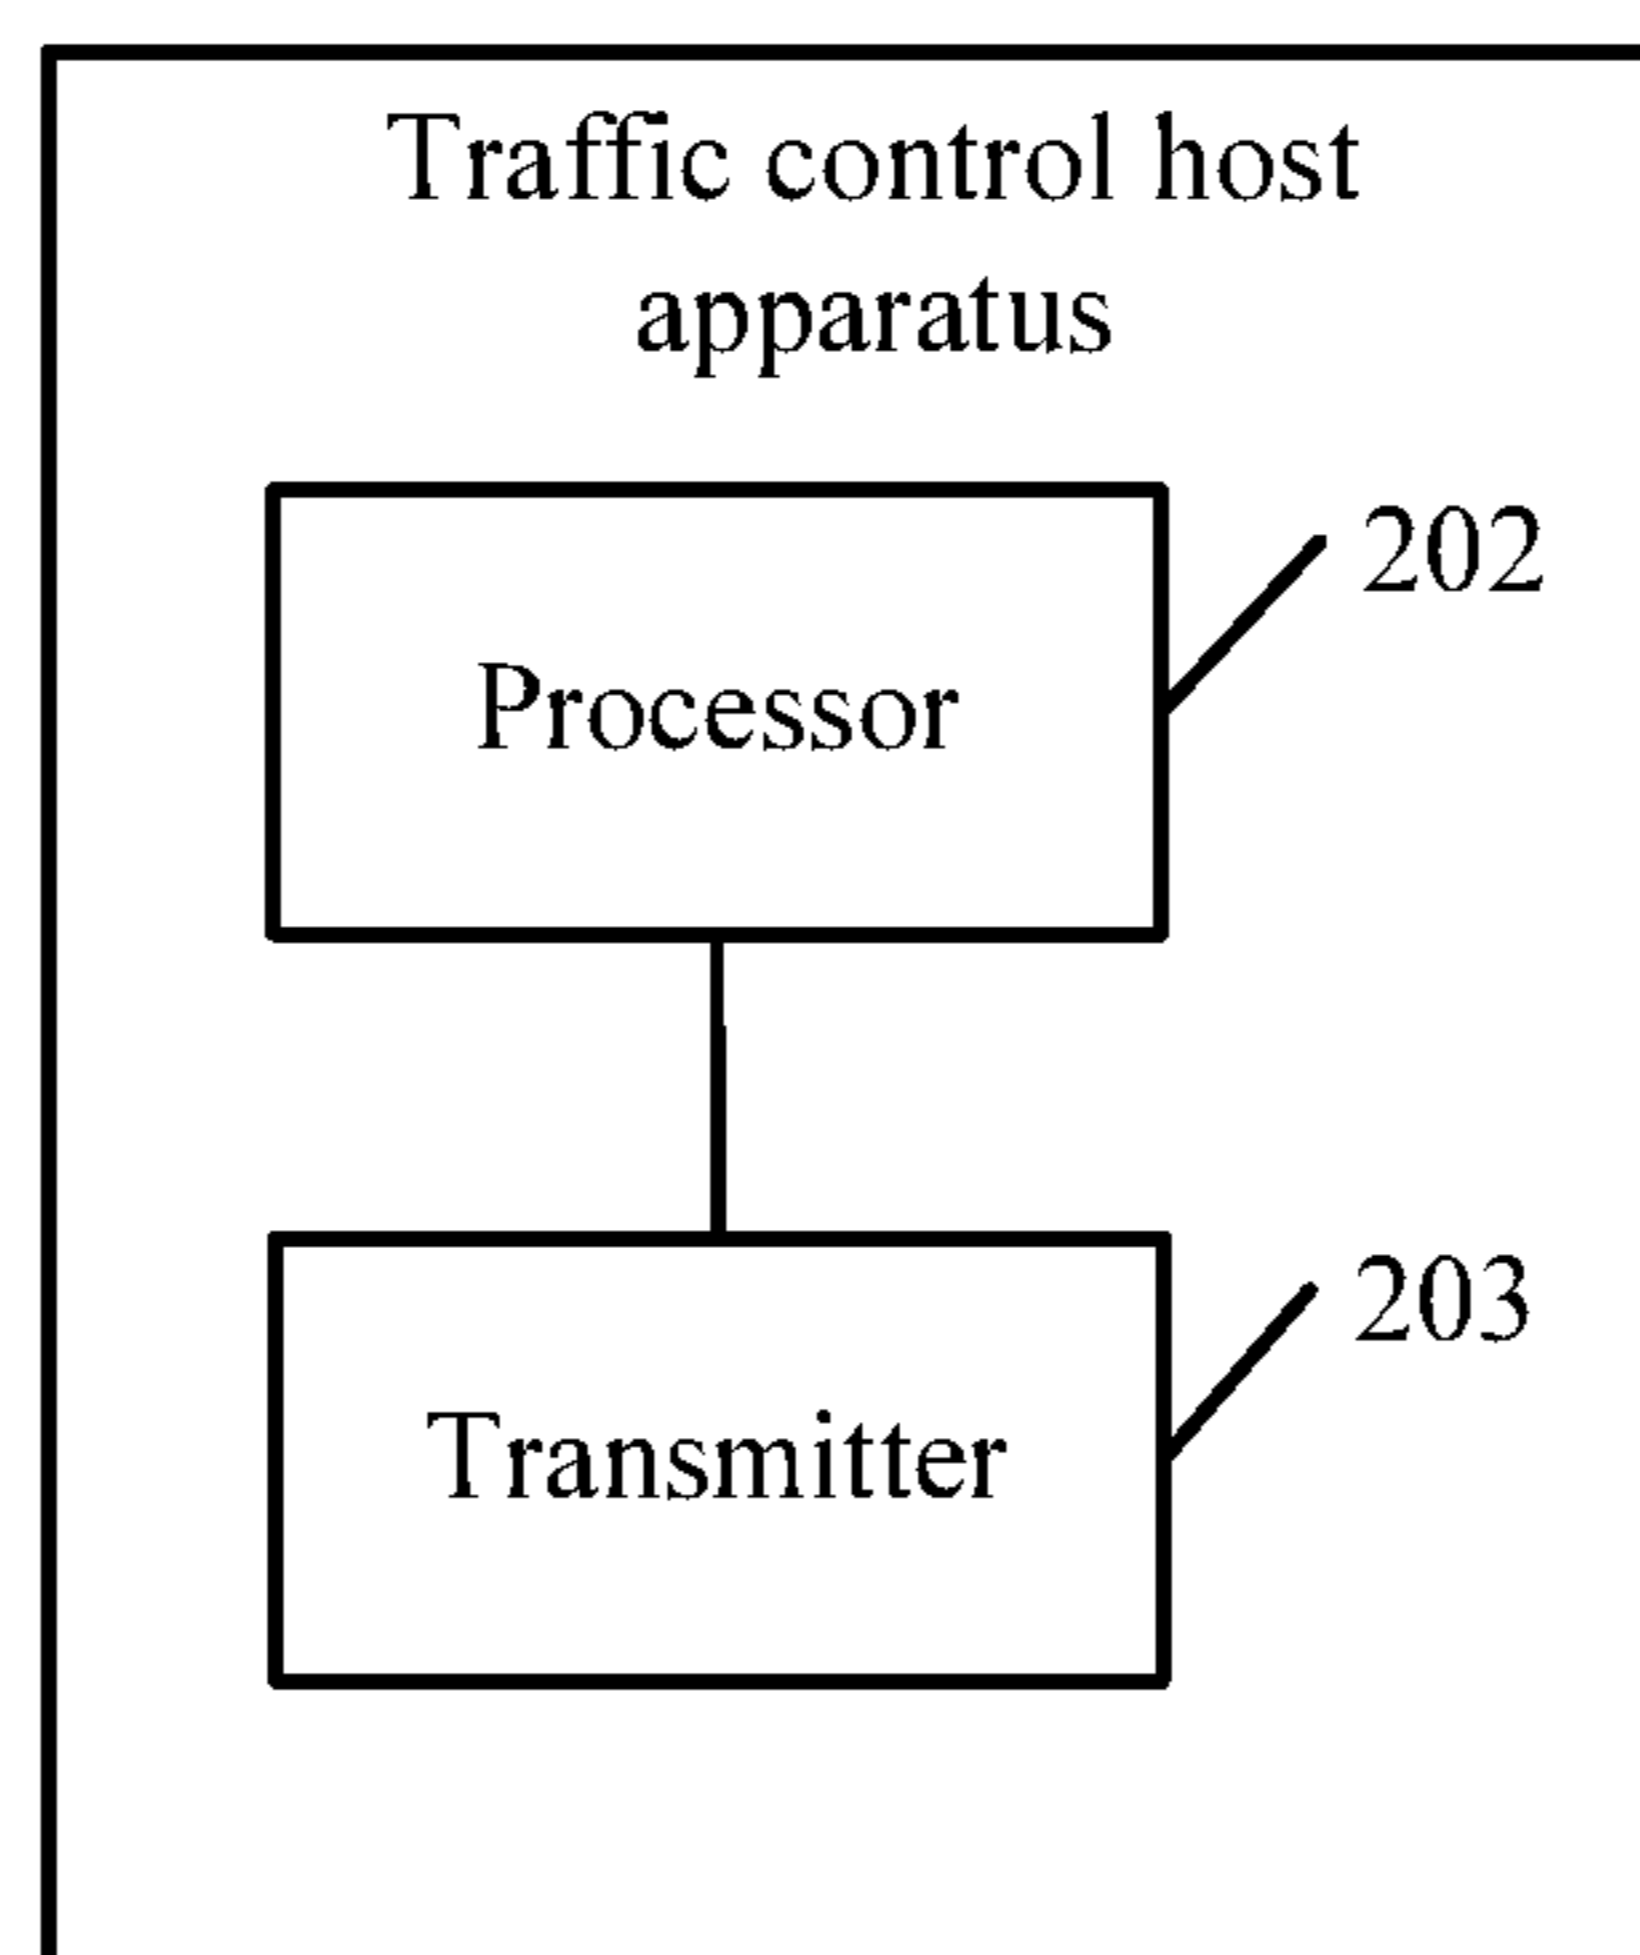 Traffic control host
apparatus
202
Processor
203
Transmitter